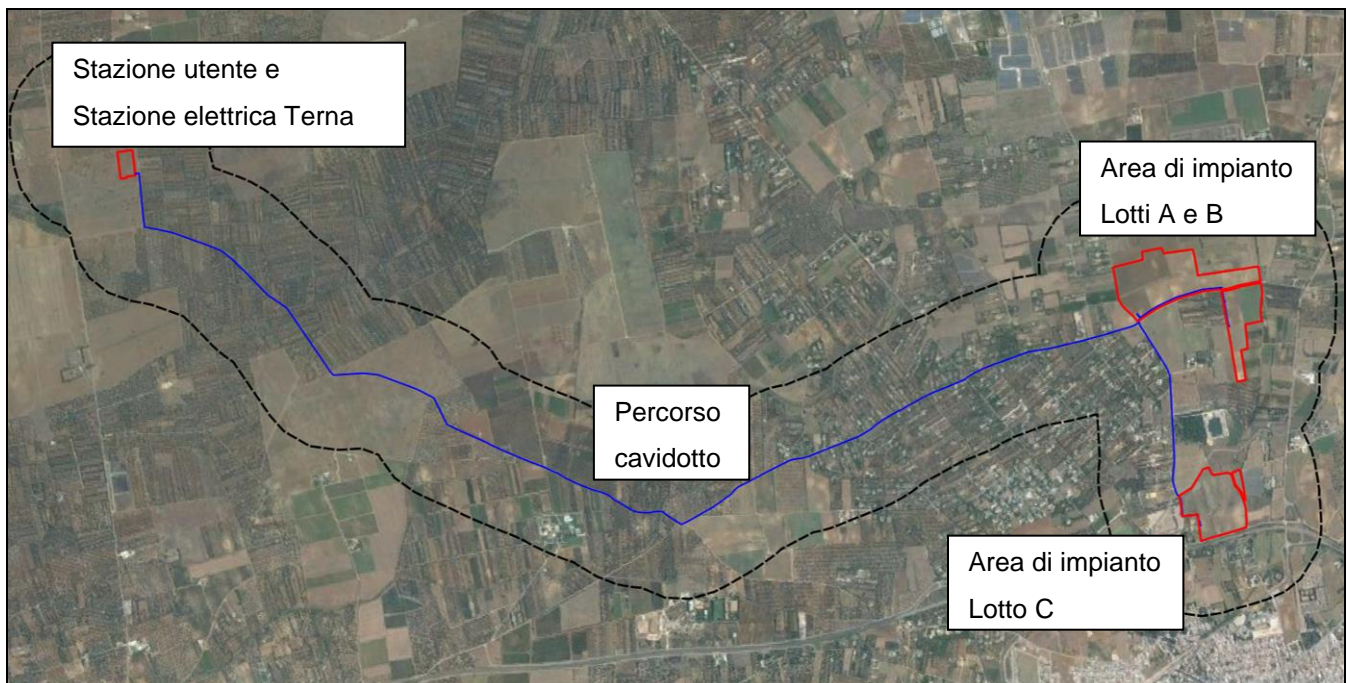 Stazione utente e
Stazione elettrica Terna
Area di impianto
Lotti A e B
Percorso
cavidotto
Area di impianto
Lotto C